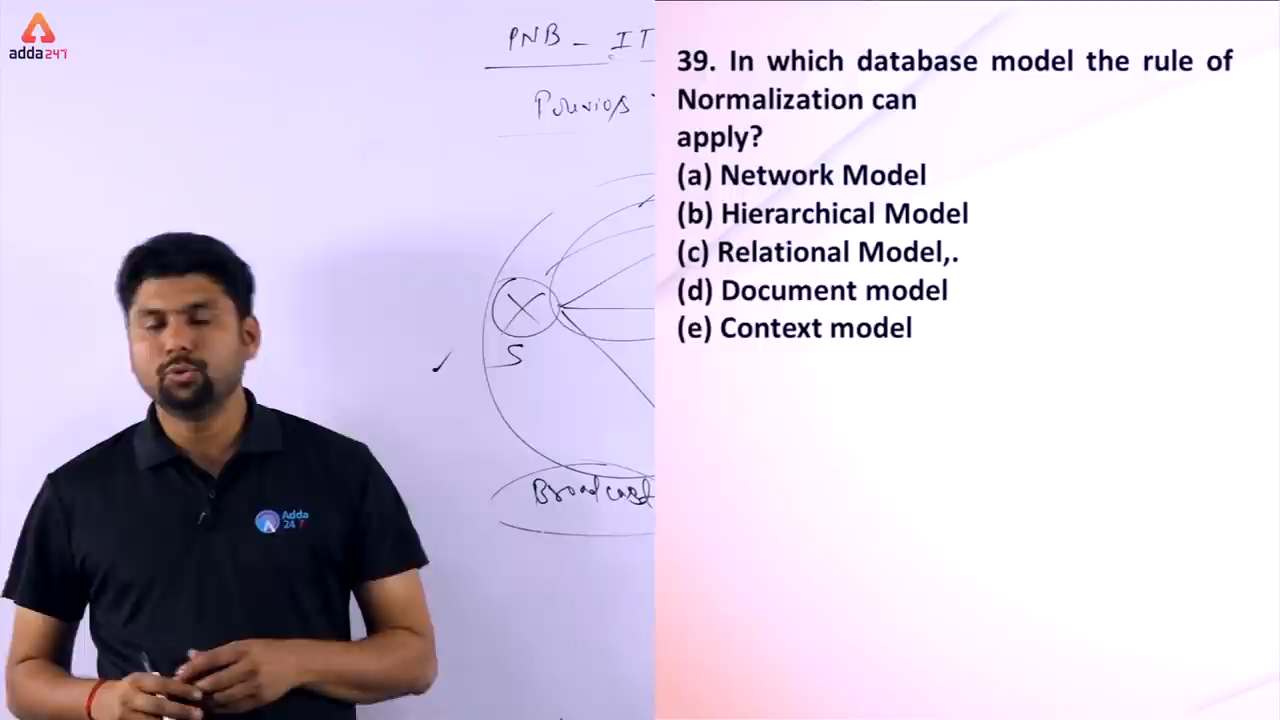 adda247
PNB - IT
39. In which database model the rule of
Normalization can
apply?
(a) Network Model
(b) Hierarchical Model
(c) Relational Model,.
(d) Document model
(e) Context model
S
Broadcast
Adda
247